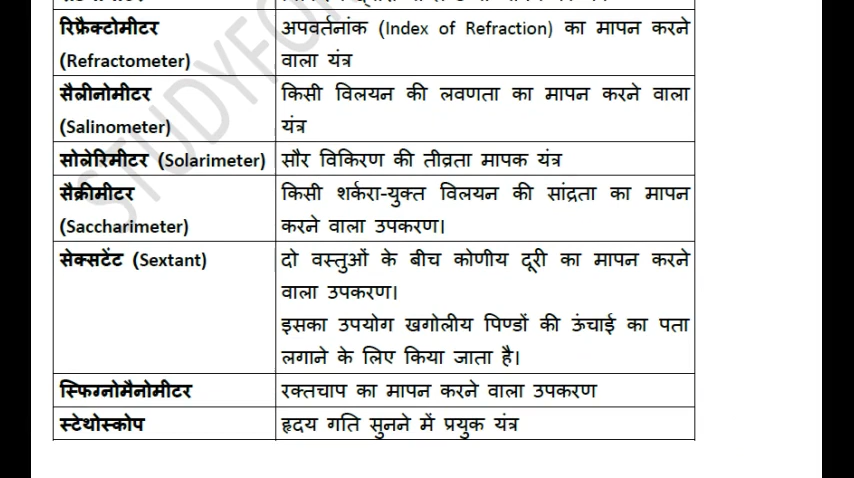 रिफ्रैक्टोमीटर
(Refractometer)
अपवर्तनांक (Index of Refraction) का मापन करने
वाला यंत्र
सैलीनोमीटर
(Salinometer)
किसी विलयन की लवणता का मापन करने वाला
यंत्र
सोलेरिमीटर (Solarimeter)
सौर विकिरण की तीव्रता मापक यंत्र
सैक्रीमीटर
(Saccharimeter)
किसी शर्करा-युक्त विलयन की सांद्रता का मापन
करने वाला उपकरण।
सेक्सटेंट (Sextant)
दो वस्तुओं के बीच कोणीय दूरी का मापन करने
वाला उपकरण।
इसका उपयोग खगोलीय पिण्डों की ऊंचाई का पता
लगाने के लिए किया जाता है।
स्फिग्नोमैनोमीटर
रक्तचाप का मापन करने वाला उपकरण
स्टेथोस्कोप
हृदय गति सुनने में प्रयुक यंत्र
STUDYFOR